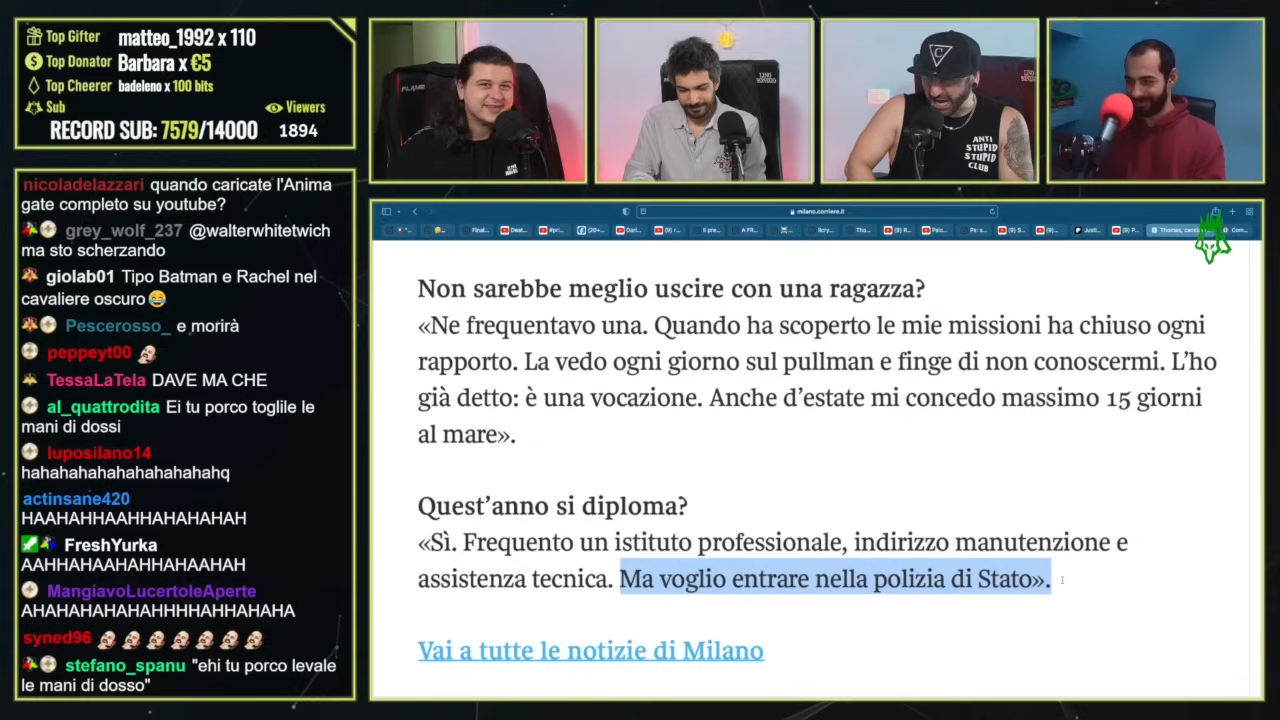 Top Gifter matteo_1992 x 110
Top Donator Barbara x €5
Top Cheerer badeleno x 100 bits
Sub Viewers
RECORD SUB: 7579/14000 1894
nicoladelazzari quando caricate l'Anima
gate completo su youtube?
grey_wolf_237 @walterwhitetwich
ma sto scherzando
giolab01 Tipo Batman e Rachel nel
cavaliere oscuro
Pescerosso_ e morirà
peppeyt00
TessaLaTela DAVE MA CHE
al_quattrodita Ei tu porco toglile le
mani di dossi
luposilano14
hahahahahahahahahahq
actinsane420
HAAHAHHAAHHAHAHAHAH
FreshYurka
AAHHAAHAHHAHAHAAHAH
MangiavoLucertoleAperte
AHAHAHAHAHAHHHHAHHAHAHA
syned96
stefano_spanu "ehi tu porco levale
le mani di dosso"
ANTI
STUPID
STUPID
CLUB
milano.corriere.it
Non sarebbe meglio uscire con una ragazza?
«Ne frequentavo una. Quando ha scoperto le mie missioni ha chiuso ogni
rapporto. La vedo ogni giorno sul pullman e finge di non conoscermi. L’ho
già detto: è una vocazione. Anche d’estate mi concedo massimo 15 giorni
al mare».
Quest’anno si diploma?
«Sì. Frequento un istituto professionale, indirizzo manutenzione e
assistenza tecnica. Ma voglio entrare nella polizia di Stato».
Vai a tutte le notizie di Milano